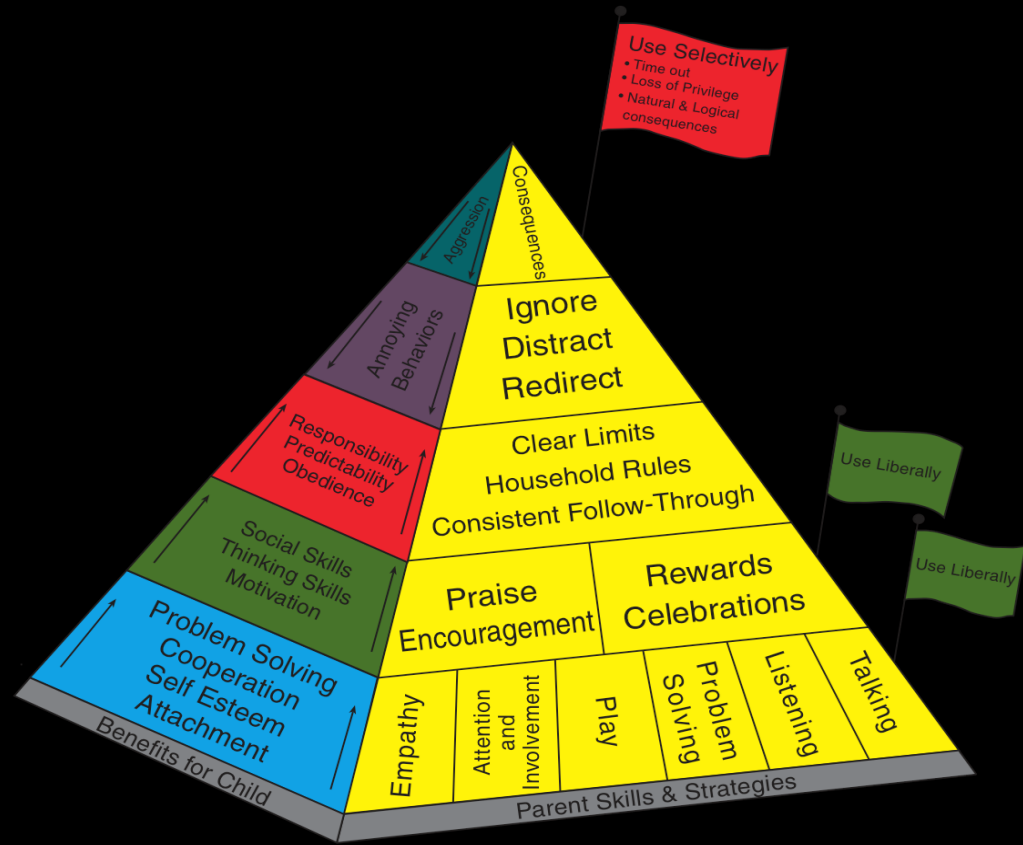 Use Selectively
• Time out
• Loss of Privilege
• Natural & Logical
consequences
Aggression
Consequences
Annoying
Behaviors
Ignore
Distract
Redirect
Responsibility
Predictability
Obedience
Clear Limits
Household Rules
Consistent Follow-Through
Use Liberally
Social Skills
Thinking Skills
Motivation
Praise
Encouragement
Rewards
Celebrations
Use Liberally
Problem Solving
Cooperation
Self Esteem
Attachment
Empathy
Attention
and
Involvement
Play
Problem
Solving
Listening
Talking
Benefits for Child
Parent Skills & Strategies